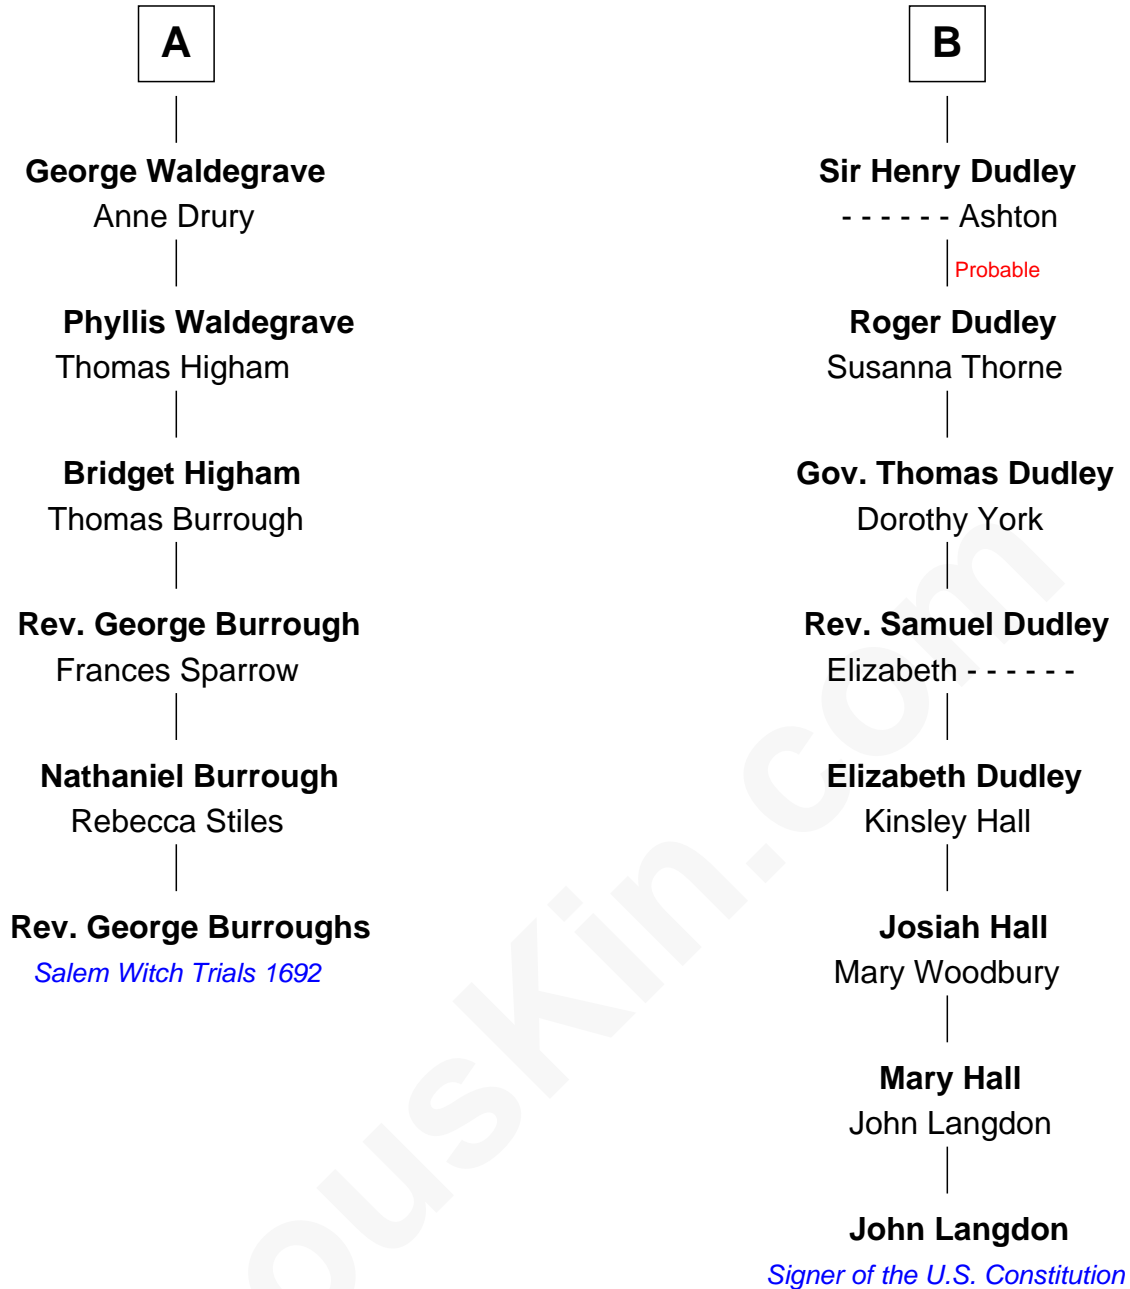 A
George Waldegrave
Anne Drury
Phyllis Waldegrave
Thomas Higham
Bridget Higham
Thomas Burrough
Rev. George Burrough
Frances Sparrow
Nathaniel Burrough
Rebecca Stiles
Rev. George Burroughs
Salem Witch Trials 1692
B
Sir Henry Dudley
- - - - - - Ashton
Probable
Roger Dudley
Susanna Thorne
Gov. Thomas Dudley
Dorothy York
Rev. Samuel Dudley
Elizabeth - - - - - -
Elizabeth Dudley
Kinsley Hall
Josiah Hall
Mary Woodbury
Mary Hall
John Langdon
John Langdon
Signer of the U.S. Constitution
ousKin.com